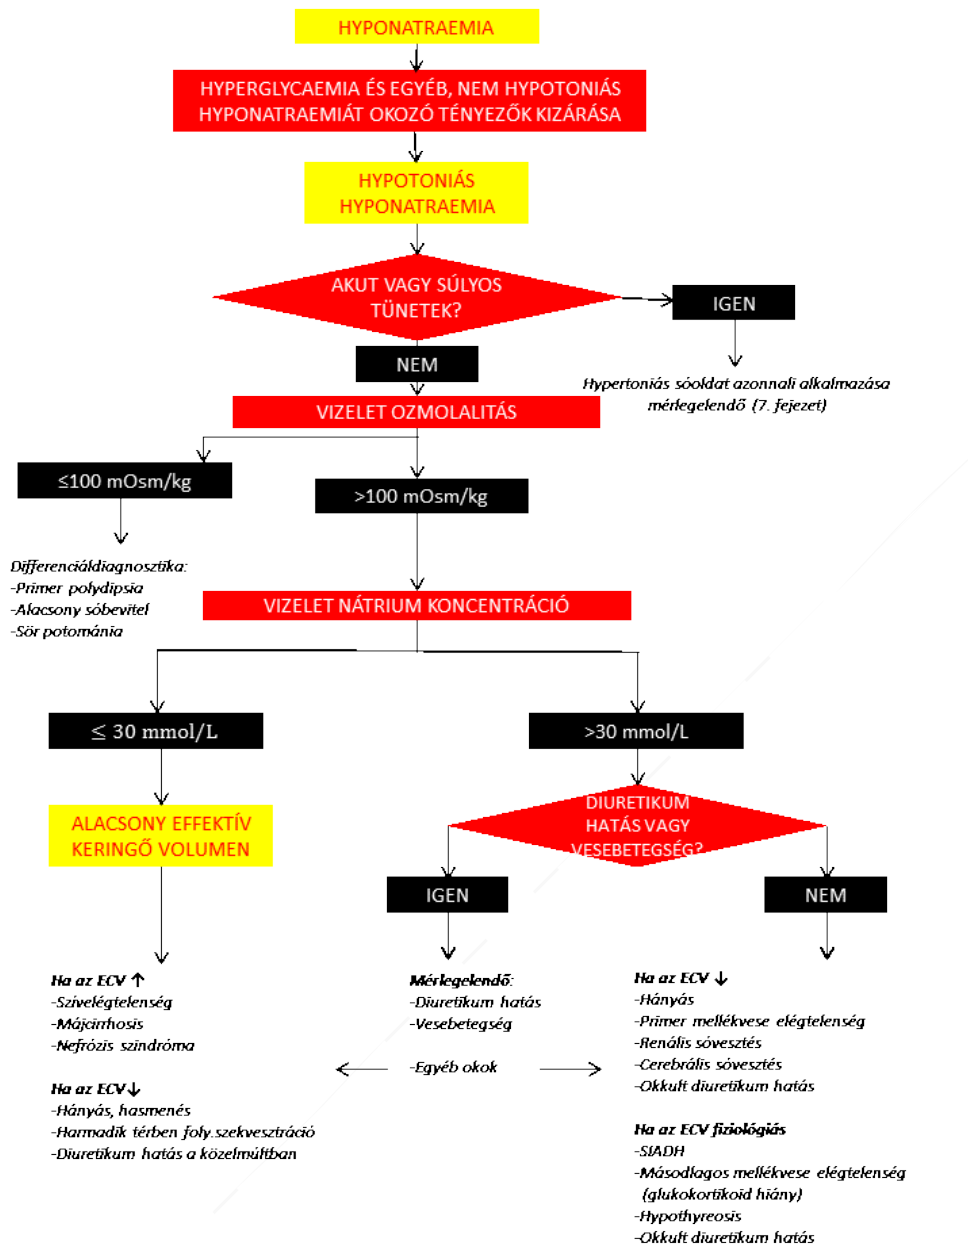 HYPONATRAEMIA
HYPERGLYCAEMIA ÉS EGYÉB, NEM HYPOTONIÁS
HYPONATRAEMIÁT OKOZÓ TÉNYEZŐK KIZÁRÁSA
HYPOTONIÁS
HYPONATRAEMIA
AKUT VAGY SÚLYOS
TÜNETEK?
IGEN
NEM
Hypertoniás sóoldat azonnali alkalmazása
mérlegelendő (7. fejezet)
VIZELET OZMOLALITÁS
≤100 mOsm/kg
>100 mOsm/kg
Differenciáldiagnosztika:
-Primer polydipsia
-Alacsony sóbevitel
-Sör potománia
VIZELET NÁTRIUM KONCENTRÁCIÓ
≤ 30 mmol/L
>30 mmol/L
ALACSONY EFFEKTÍV
KERINGŐ VOLUMEN
DIURETIKUM
HATÁS VAGY
VESEBETEGSÉG?
IGEN
NEM
Ha az ECV ↑
-Szívelégtelenség
-Májcirrhosis
-Nefrózis szindróma
Ha az ECV↓
-Hányás, hasmenés
-Harmadik térben foly.szekvesztráció
-Diuretikum hatás a közelmúltban
Mérlegelendő:
-Diuretikum hatás
-Vesebetegség
-Egyéb okok
Ha az ECV ↓
-Hányás
-Primer mellékvese elégtelenség
-Renális sóvesztés
-Cerebrális sóvesztés
-Okkult diuretikum hatás
Ha az ECV fiziológiás
-SIADH
-Másodlagos mellékvese elégtelenség
(glukokortikoid hiány)
-Hypothyreosis
-Okkult diuretikum hatás